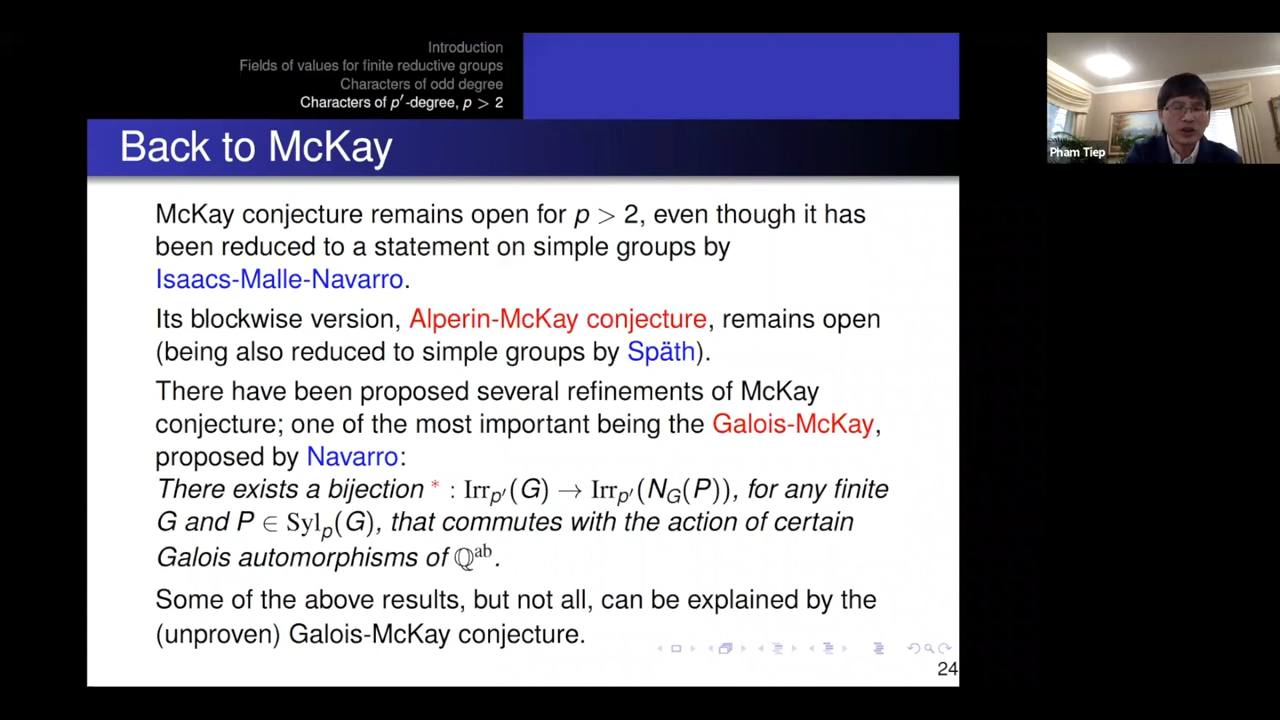 Introduction
Fields of values for finite reductive groups
Characters of odd degree
Characters of p′-degree, p > 2
Back to McKay
McKay conjecture remains open for p > 2, even though it has
been reduced to a statement on simple groups by
Isaacs-Malle-Navarro.
Its blockwise version, Alperin-McKay conjecture, remains open
(being also reduced to simple groups by Späth).
There have been proposed several refinements of McKay
conjecture; one of the most important being the Galois-McKay,
proposed by Navarro:
There exists a bijection * : Irr_p′(G) → Irr_p′(N_G(P)), for any finite
G and P ∈ Syl_p(G), that commutes with the action of certain
Galois automorphisms of ℚ^ab.
Some of the above results, but not all, can be explained by the
(unproven) Galois-McKay conjecture.
24
Pham Tiep